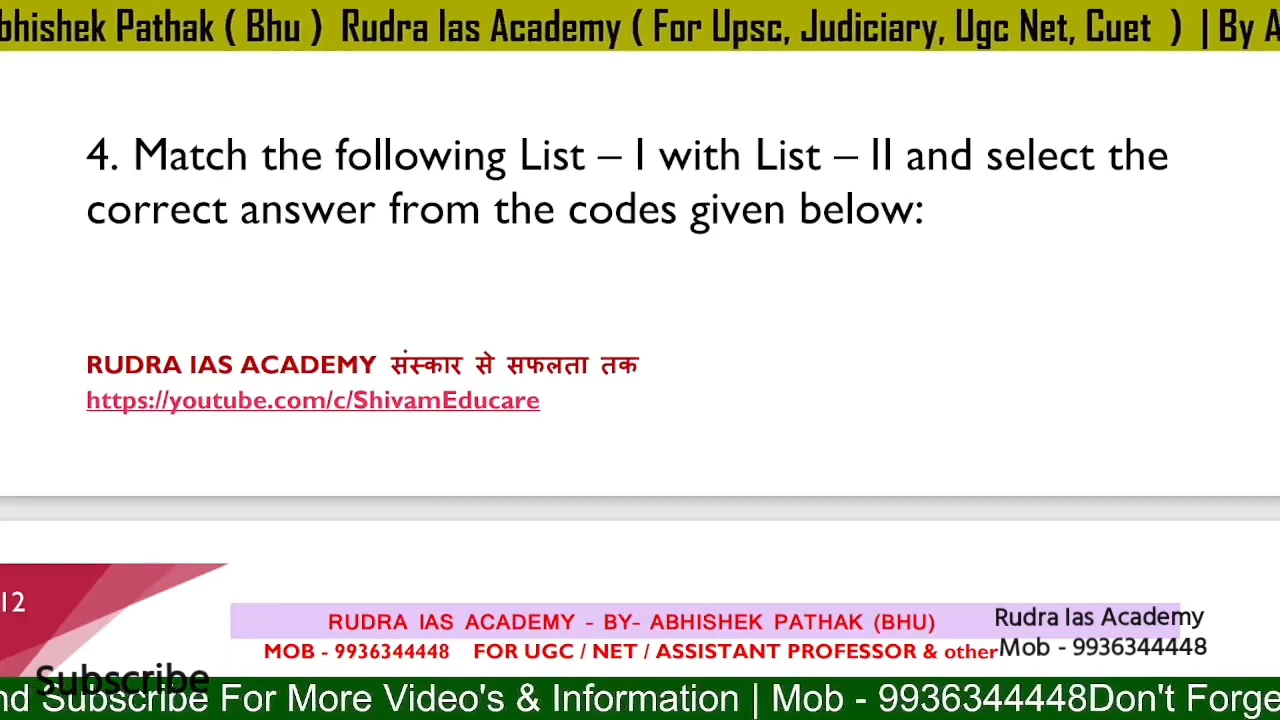 bhishek Pathak ( Bhu ) Rudra Ias Academy ( For Upsc, Judiciary, Ugc Net, Cuet ) | By A
4. Match the following List – I with List – II and select the
correct answer from the codes given below:
RUDRA IAS ACADEMY संस्कार से सफलता तक
https://youtube.com/c/ShivamEducare
12
RUDRA IAS ACADEMY - BY- ABHISHEK PATHAK (BHU)
Rudra Ias Academy
MOB - 9936344448 FOR UGC / NET / ASSISTANT PROFESSOR & other
Mob - 9936344448
Subscribe
nd Subscribe For More Video's & Information | Mob - 9936344448Don't Forge